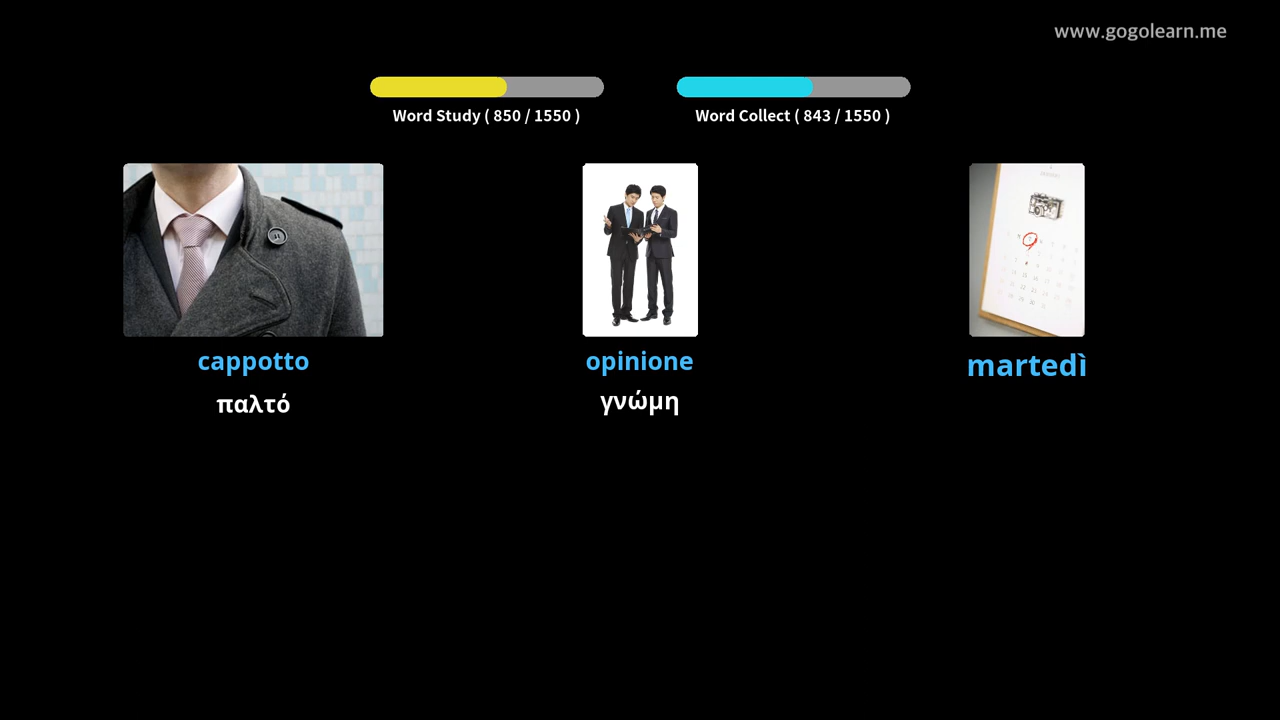 www.gogolearn.me
Word Study ( 850 / 1550 )
Word Collect ( 843 / 1550 )
cappotto
παλτό
opinione
γνώμη
martedì